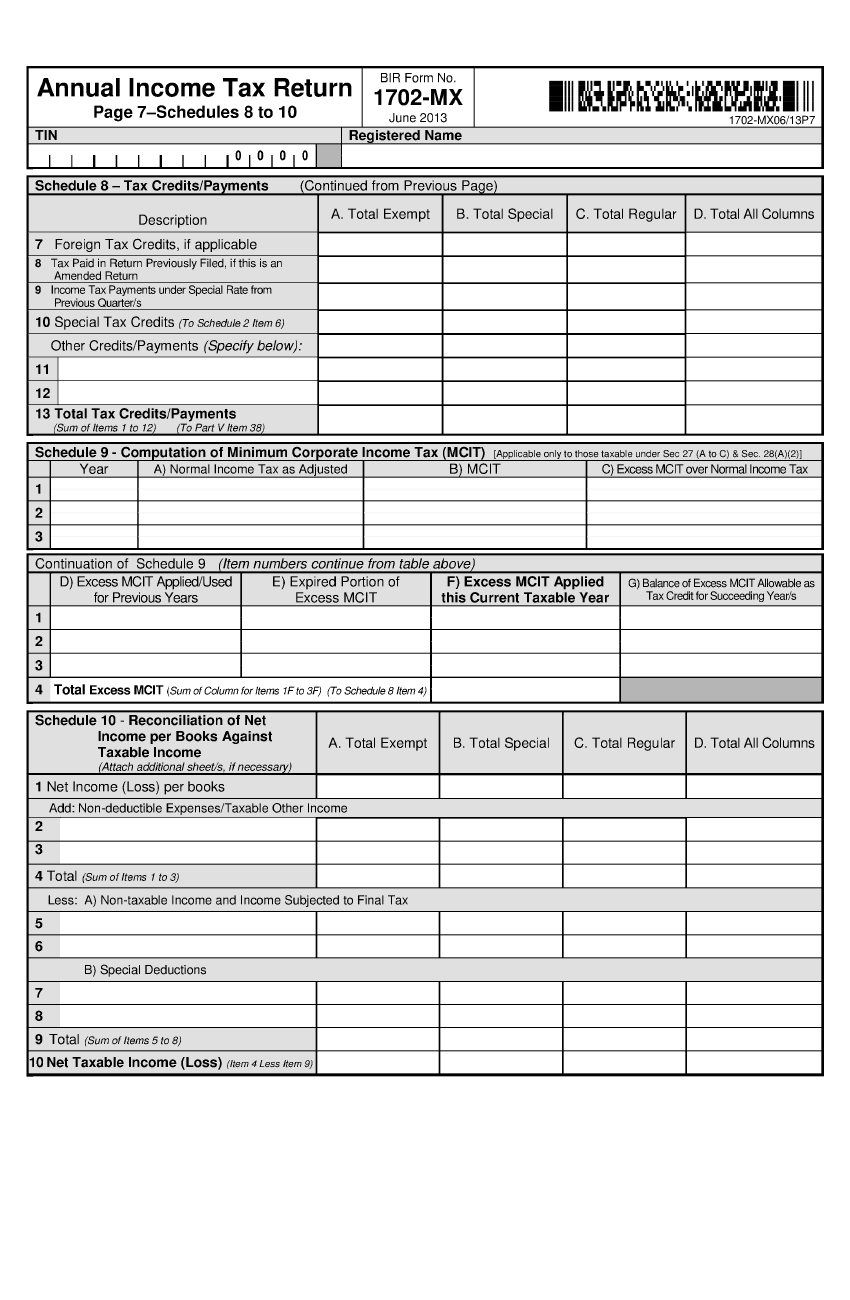 Annual Income Tax Return
Page 7–Schedules 8 to 10
BIR Form No.
1702-MX
June 2013
1702-MX06/13P7
TIN
Registered Name
0 0 0 0
Schedule 8 – Tax Credits/Payments (Continued from Previous Page)
Description
A. Total Exempt
B. Total Special
C. Total Regular
D. Total All Columns
7 Foreign Tax Credits, if applicable
8 Tax Paid in Return Previously Filed, if this is an
Amended Return
9 Income Tax Payments under Special Rate from
Previous Quarter/s
10 Special Tax Credits (To Schedule 2 Item 6)
Other Credits/Payments (Specify below):
11
12
13 Total Tax Credits/Payments
(Sum of Items 1 to 12) (To Part V Item 38)
Schedule 9 - Computation of Minimum Corporate Income Tax (MCIT) [Applicable only to those taxable under Sec 27 (A to C) & Sec. 28(A)(2)]
Year
A) Normal Income Tax as Adjusted
B) MCIT
C) Excess MCIT over Normal Income Tax
1
2
3
Continuation of Schedule 9 (Item numbers continue from table above)
D) Excess MCIT Applied/Used
for Previous Years
E) Expired Portion of
Excess MCIT
F) Excess MCIT Applied
this Current Taxable Year
G) Balance of Excess MCIT Allowable as
Tax Credit for Succeeding Year/s
1
2
3
4 Total Excess MCIT (Sum of Column for Items 1F to 3F) (To Schedule 8 Item 4)
Schedule 10 - Reconciliation of Net
Income per Books Against
Taxable Income
(Attach additional sheet/s, if necessary)
A. Total Exempt
B. Total Special
C. Total Regular
D. Total All Columns
1 Net Income (Loss) per books
Add: Non-deductible Expenses/Taxable Other Income
2
3
4 Total (Sum of Items 1 to 3)
Less: A) Non-taxable Income and Income Subjected to Final Tax
5
6
B) Special Deductions
7
8
9 Total (Sum of Items 5 to 8)
10 Net Taxable Income (Loss) (Item 4 Less Item 9)